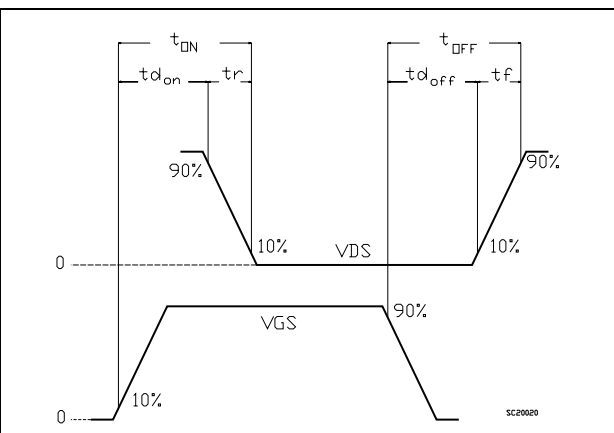 tON tOFF
tdon tr tdoff tf
90% 90%
10% VDS 10%
0
90%
VGS
10%
0 SC20020